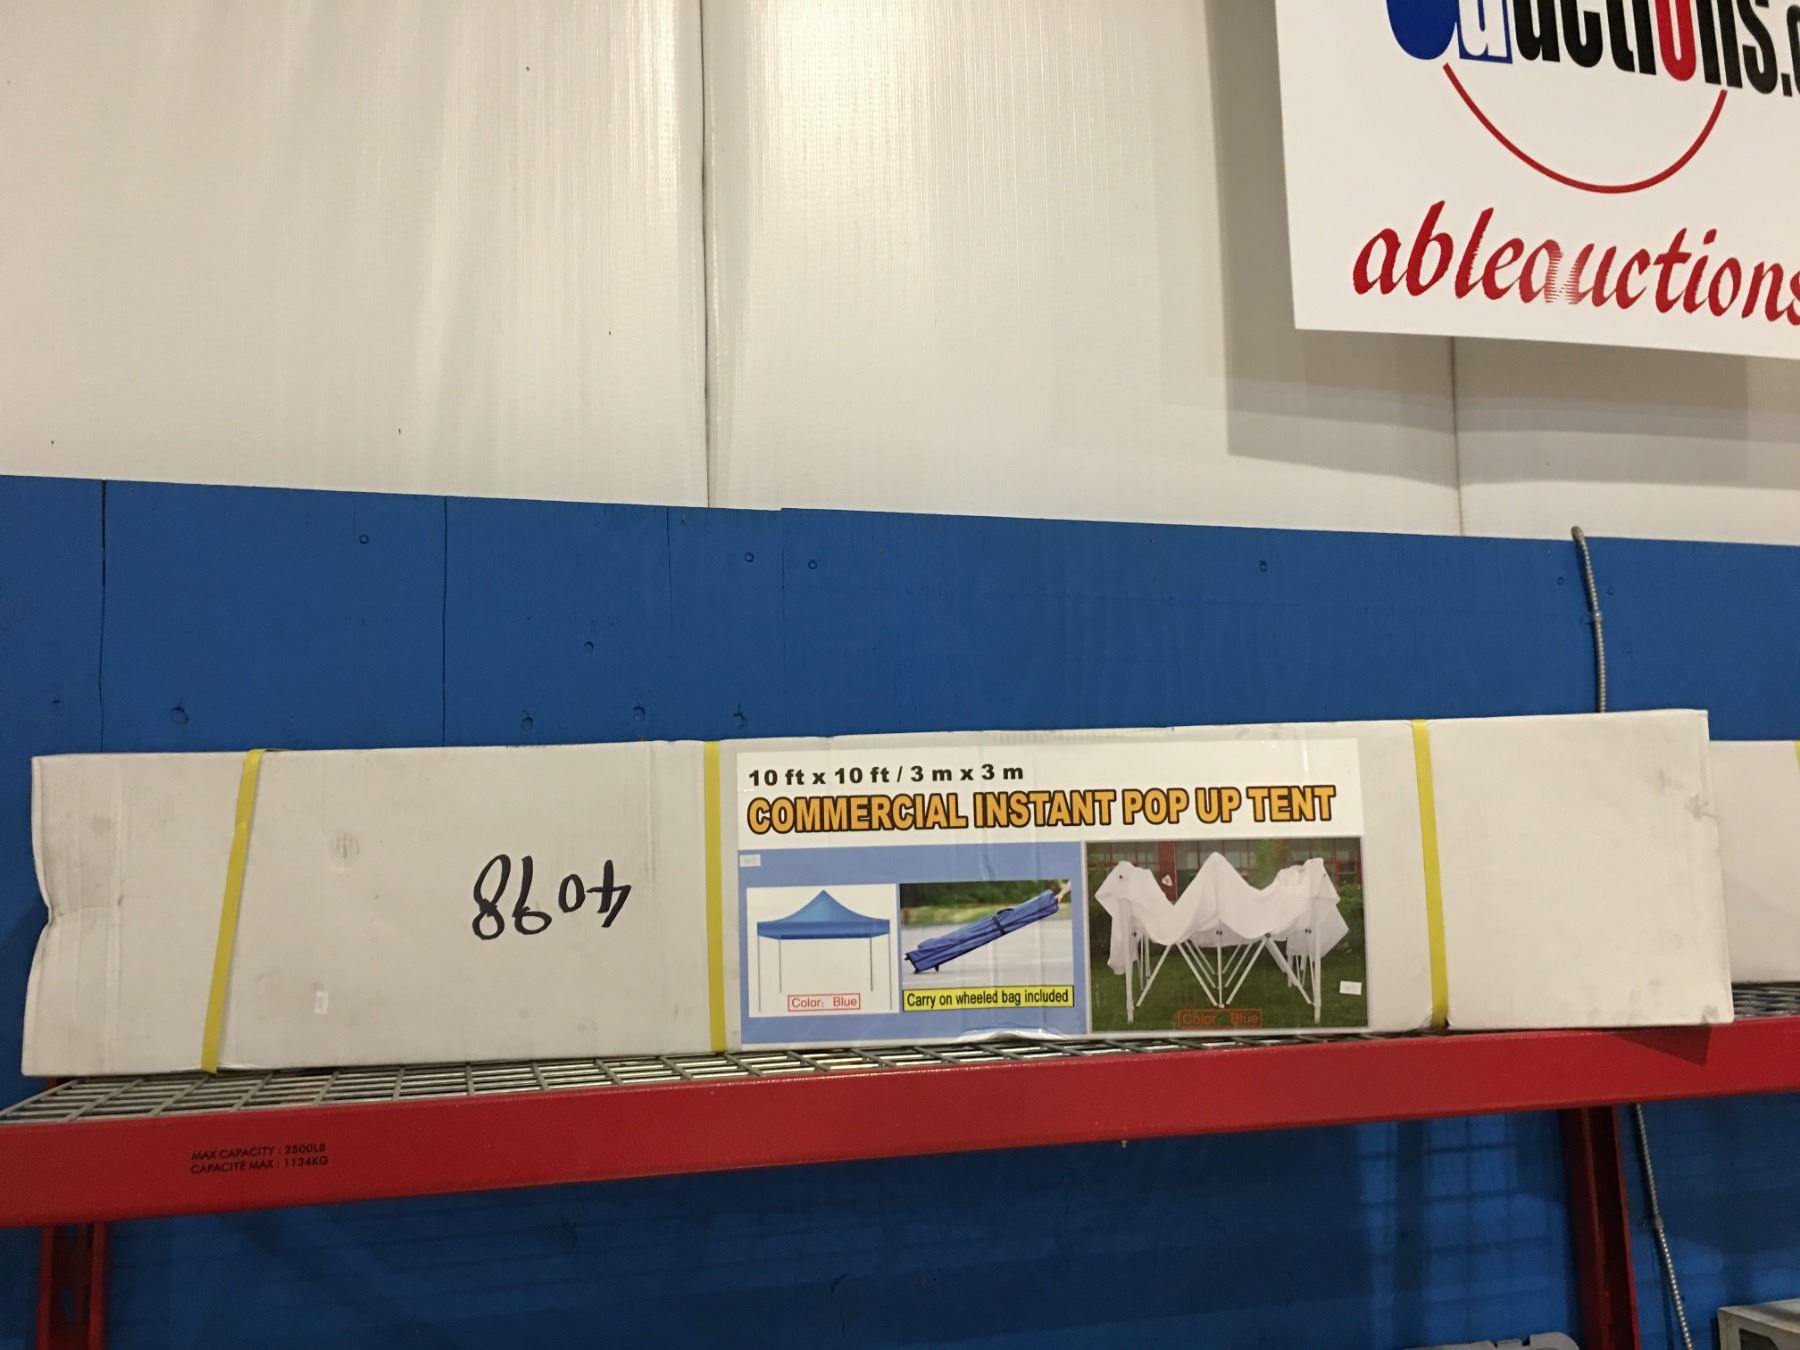 auctions.
ableauctions
10 ft x 10 ft / 3 m x 3 m
COMMERCIAL INSTANT POP UP TENT
4098
Color: Blue
Carry on wheeled bag included
Color: Blue
MAX CAPACITY : 2500LB
CAPACITÉ MAX : 1134KG